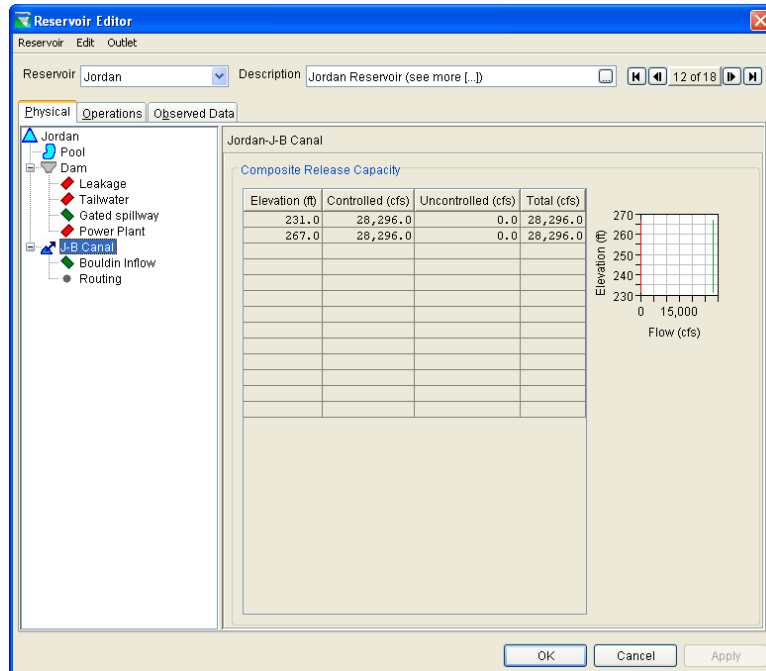 Reservoir Editor
Reservoir Edit Outlet
Reservoir Jordan Description Jordan Reservoir (see more [...]) ... 12 of 18
Physical Operations Observed Data
Jordan
Pool
Dam
Leakage
Tailwater
Gated spillway
Power Plant
J-B Canal
Bouldin Inflow
Routing
Jordan-J-B Canal
Composite Release Capacity
Elevation (ft) Controlled (cfs) Uncontrolled (cfs) Total (cfs)
231.0 28,296.0 0.0 28,296.0
267.0 28,296.0 0.0 28,296.0
270
260
250
240
230
Elevation (ft)
0 15,000
Flow (cfs)
OK Cancel Apply